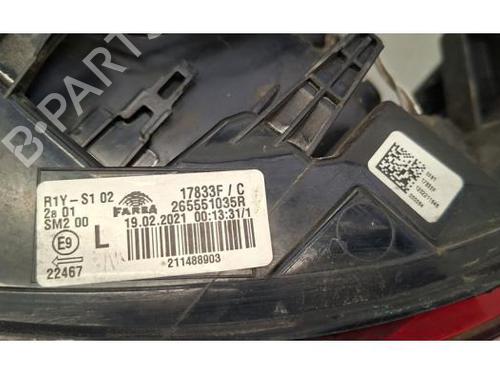 B-PARTS
R1Y-S1 02
2a 01
SM2 00
E9
22467
L
FARBA
17833F / C
265551035R
19.02.2021 00:13:31/1
211488903